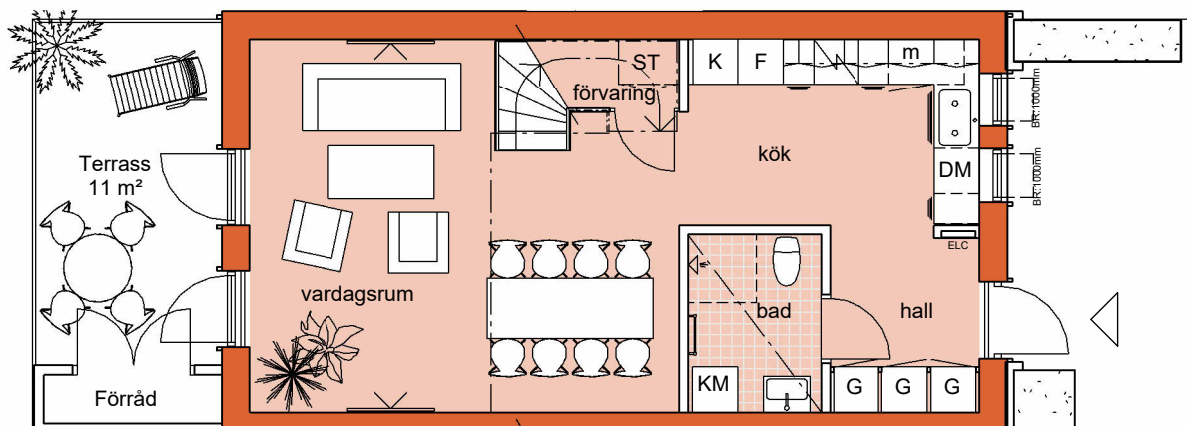 ST
K
F
m
förvaring
BR:1000mm
kök
Terrass
11 m²
DM
BR:1000mm
ELC
vardagsrum
bad
hall
KM
G
G
G
Förråd